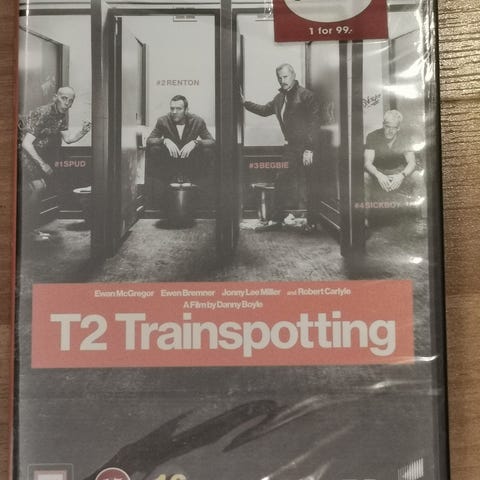 1 for 99,-
#2RENTON
#1SPUD
#3BEGBIE
#4SICKBOY
Ewan McGregor Ewen Bremner Jonny Lee Miller and Robert Carlyle
A Film by Danny Boyle
T2 Trainspotting